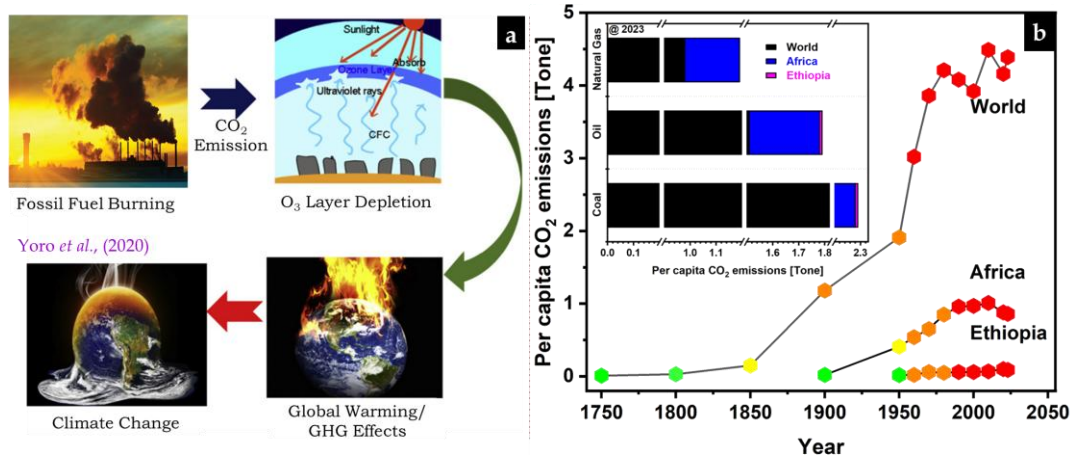 a
Sunlight
Absorb
Ozone Layer
Ultraviolet rays
CFC
CO2
Emission
Fossil Fuel Burning
O3 Layer Depletion
Yoro et al., (2020)
Climate Change
Global Warming/
GHG Effects
b
Per capita CO2 emissions [Tone]
5
4
3
2
1
0
@ 2023
World
Africa
Ethiopia
Natural Gas
Oil
Coal
0.0 0.1 1.0 1.1 1.6 1.7 1.8 2.3
Per capita CO2 emissions [Tone]
World
Africa
Ethiopia
1750 1800 1850 1900 1950 2000 2050
Year